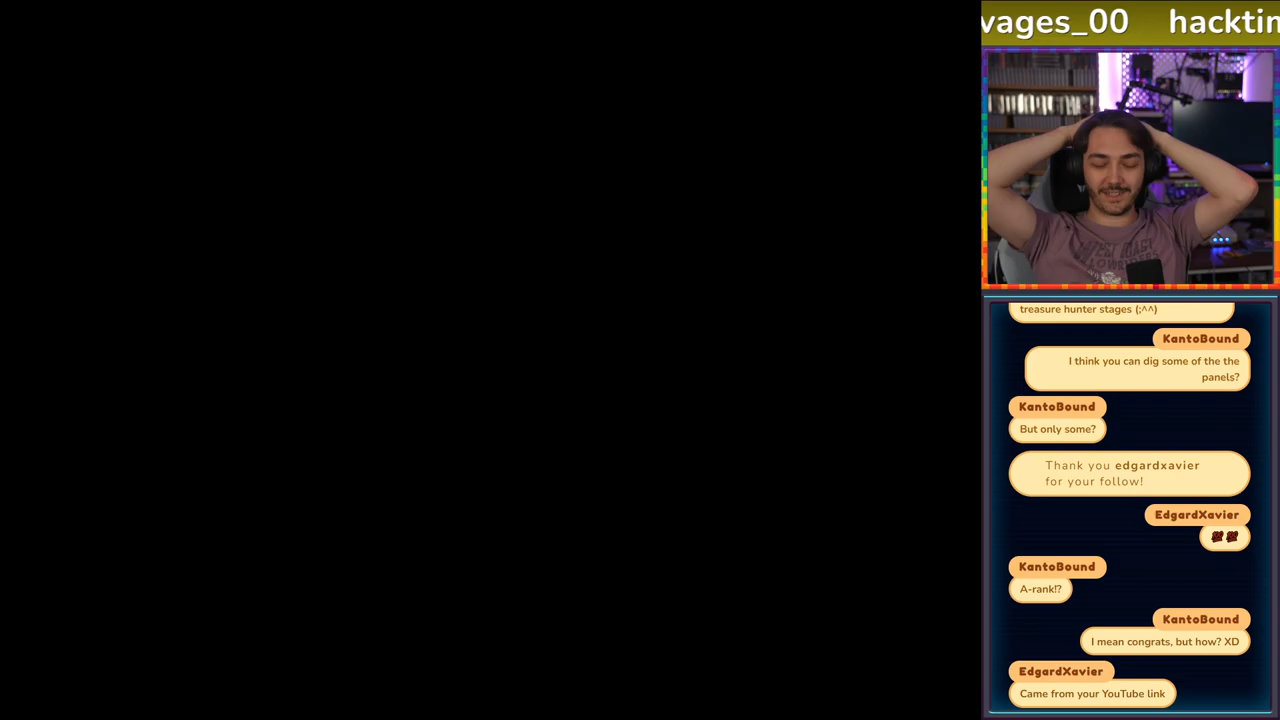 vages_00 hacktin
treasure hunter stages (;^^)
KantoBound
I think you can dig some of the the
panels?
KantoBound
But only some?
Thank you edgardxavier
for your follow!
EdgardXavier
KantoBound
A-rank!?
KantoBound
I mean congrats, but how? XD
EdgardXavier
Came from your YouTube link